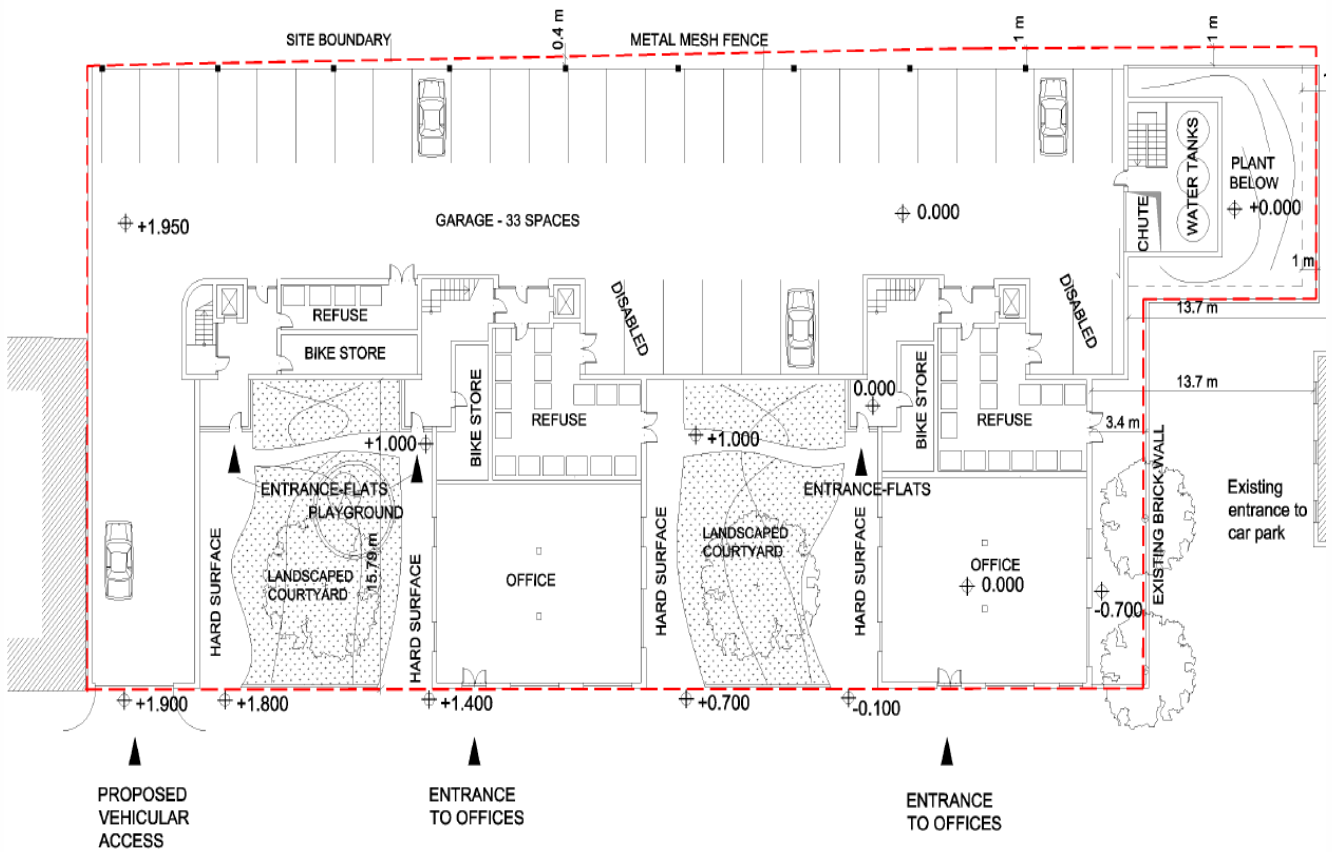 SITE BOUNDARY
0.4 m
METAL MESH FENCE
1 m
1 m
+1.950
GARAGE - 33 SPACES
0.000
CHUTE
WATER TANKS
PLANT
BELOW
+0.000
1 m
13.7 m
REFUSE
BIKE STORE
DISABLED
DISABLED
13.7 m
0.000
BIKE STORE
REFUSE
BIKE STORE
REFUSE
3.4 m
+1.000
+1.000
ENTRANCE-FLATS
PLAYGROUND
ENTRANCE-FLATS
EXISTING BRICK WALL
Existing
entrance to
car park
HARD SURFACE
LANDSCAPED
COURTYARD
15.79 m
HARD SURFACE
OFFICE
HARD SURFACE
LANDSCAPED
COURTYARD
HARD SURFACE
OFFICE
0.000
-0.700
+1.900
+1.800
+1.400
+0.700
-0.100
PROPOSED
VEHICULAR
ACCESS
ENTRANCE
TO OFFICES
ENTRANCE
TO OFFICES